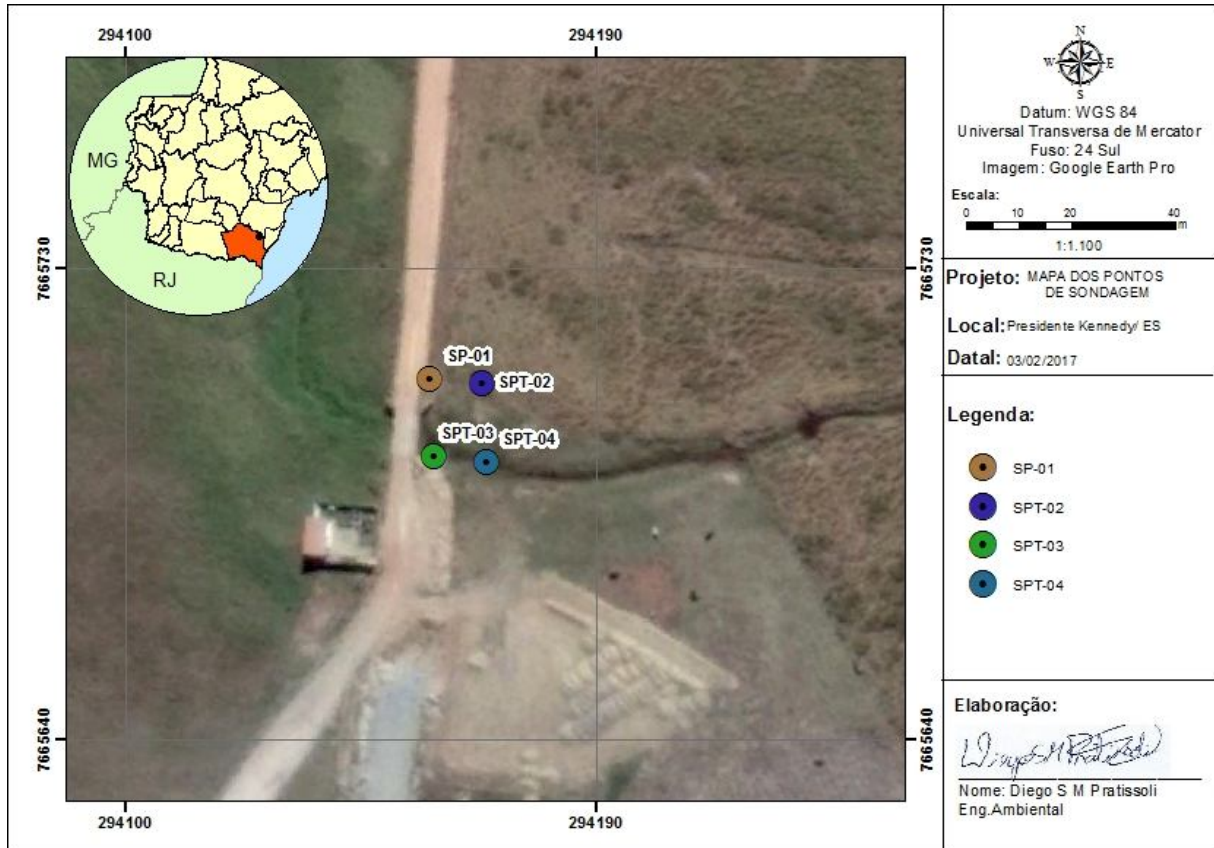 294100
294190
7665730
7665730
7665640
7665640
294100
294190
MG
RJ
SP-01
SPT-02
SPT-03
SPT-04
N
W
E
S
Datum: WGS 84
Universal Transversa de Mercator
Fuso: 24 Sul
Imagem: Google Earth Pro
Escala:
0 10 20 40
m
1:1.100
Projeto: MAPA DOS PONTOS
DE SONDAGEM
Local: Presidente Kennedy/ ES
Datal: 03/02/2017
Legenda:
SP-01
SPT-02
SPT-03
SPT-04
Elaboração:
Nome: Diego S M Pratissoli
Eng.Ambiental